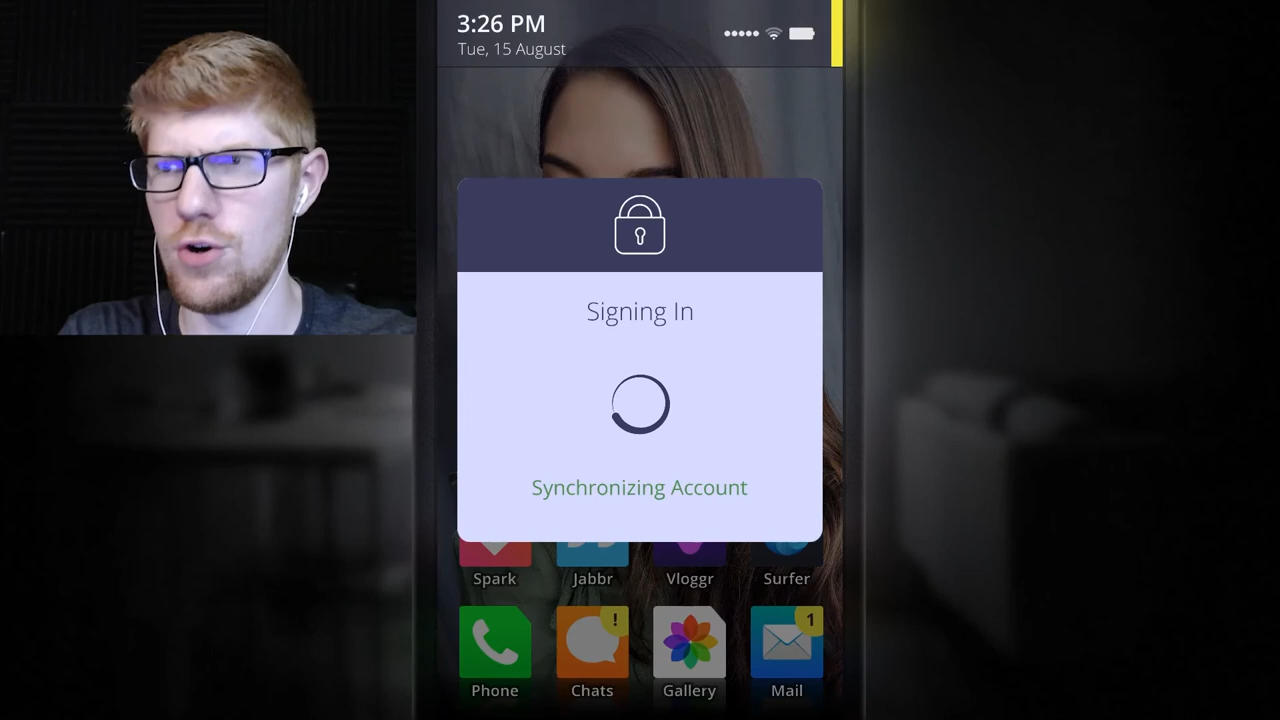 3:26 PM
Tue, 15 August
Signing In
Synchronizing Account
Spark Jabbr Vloggr Surfer
! 1
Phone Chats Gallery Mail